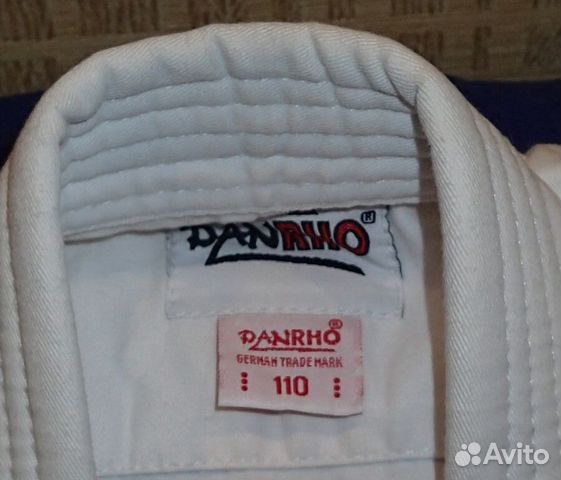 DANRHO®
DANRHO®
GERMAN TRADE MARK
110
Avito